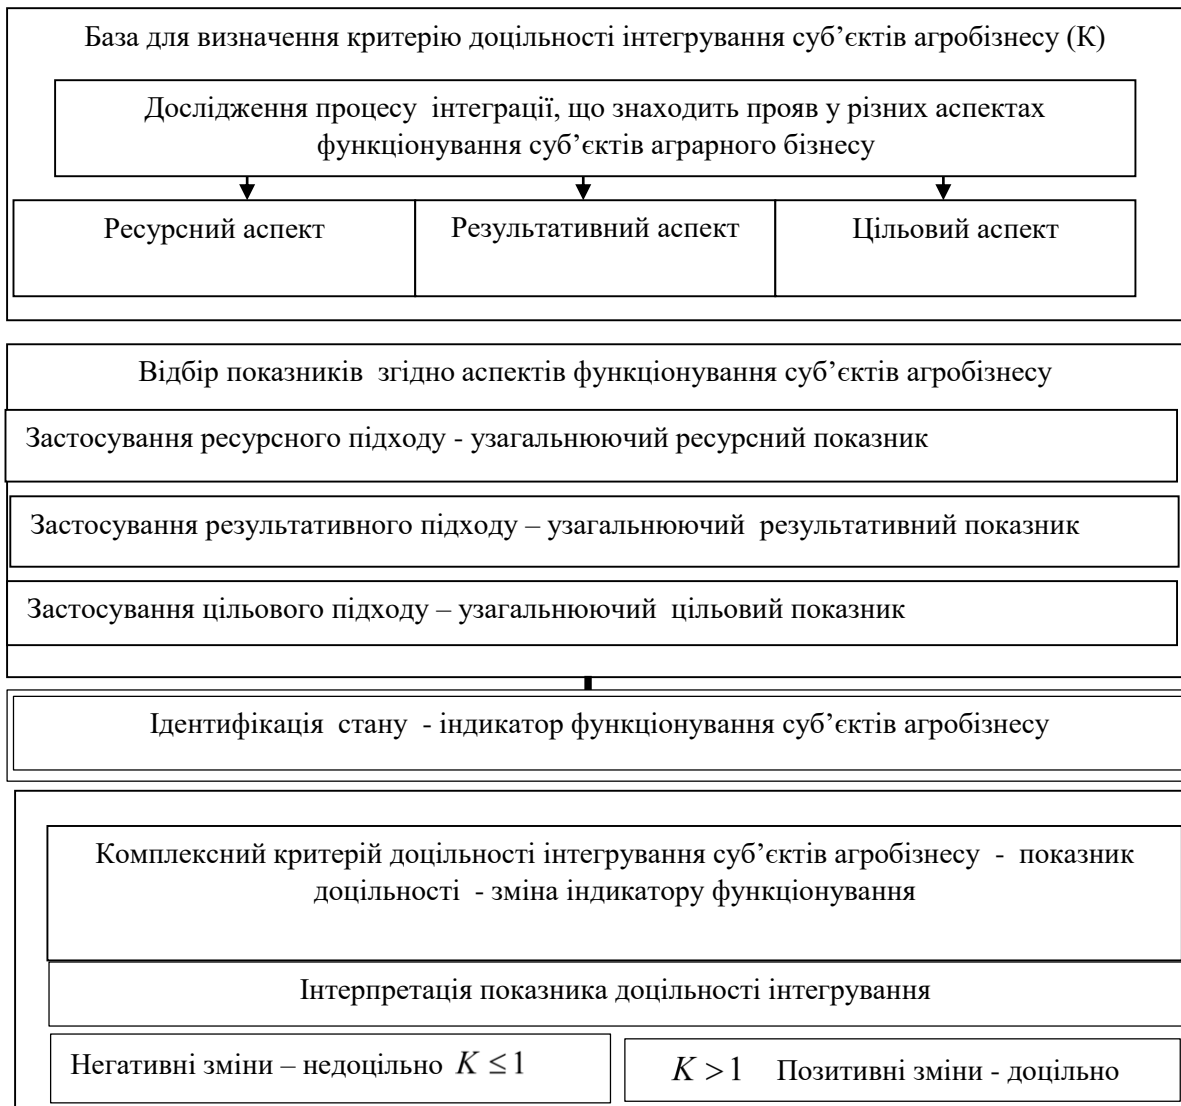 База для визначення критерію доцільності інтегрування суб’єктів агробізнесу (К)
Дослідження процесу інтеграції, що знаходить прояв у різних аспектах
функціонування суб’єктів аграрного бізнесу
Ресурсний аспект
Результативний аспект
Цільовий аспект
Відбір показників згідно аспектів функціонування суб’єктів агробізнесу
Застосування ресурсного підходу - узагальнюючий ресурсний показник
Застосування результативного підходу – узагальнюючий результативний показник
Застосування цільового підходу – узагальнюючий цільовий показник
Ідентифікація стану - індикатор функціонування суб’єктів агробізнесу
Комплексний критерій доцільності інтегрування суб’єктів агробізнесу - показник
доцільності - зміна індикатору функціонування
Інтерпретація показника доцільності інтегрування
Негативні зміни – недоцільно K ≤ 1
K > 1 Позитивні зміни - доцільно